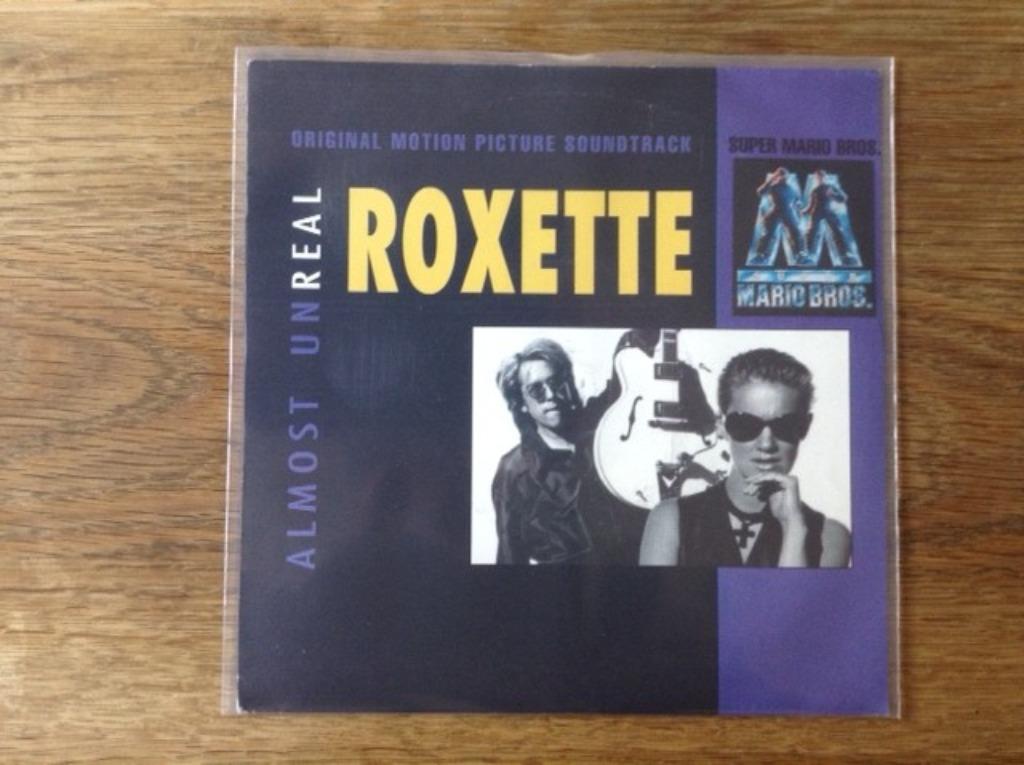 ORIGINAL MOTION PICTURE SOUNDTRACK
SUPER MARIO BROS.
ROXETTE
ALMOST UNREAL
MARIO BROS.